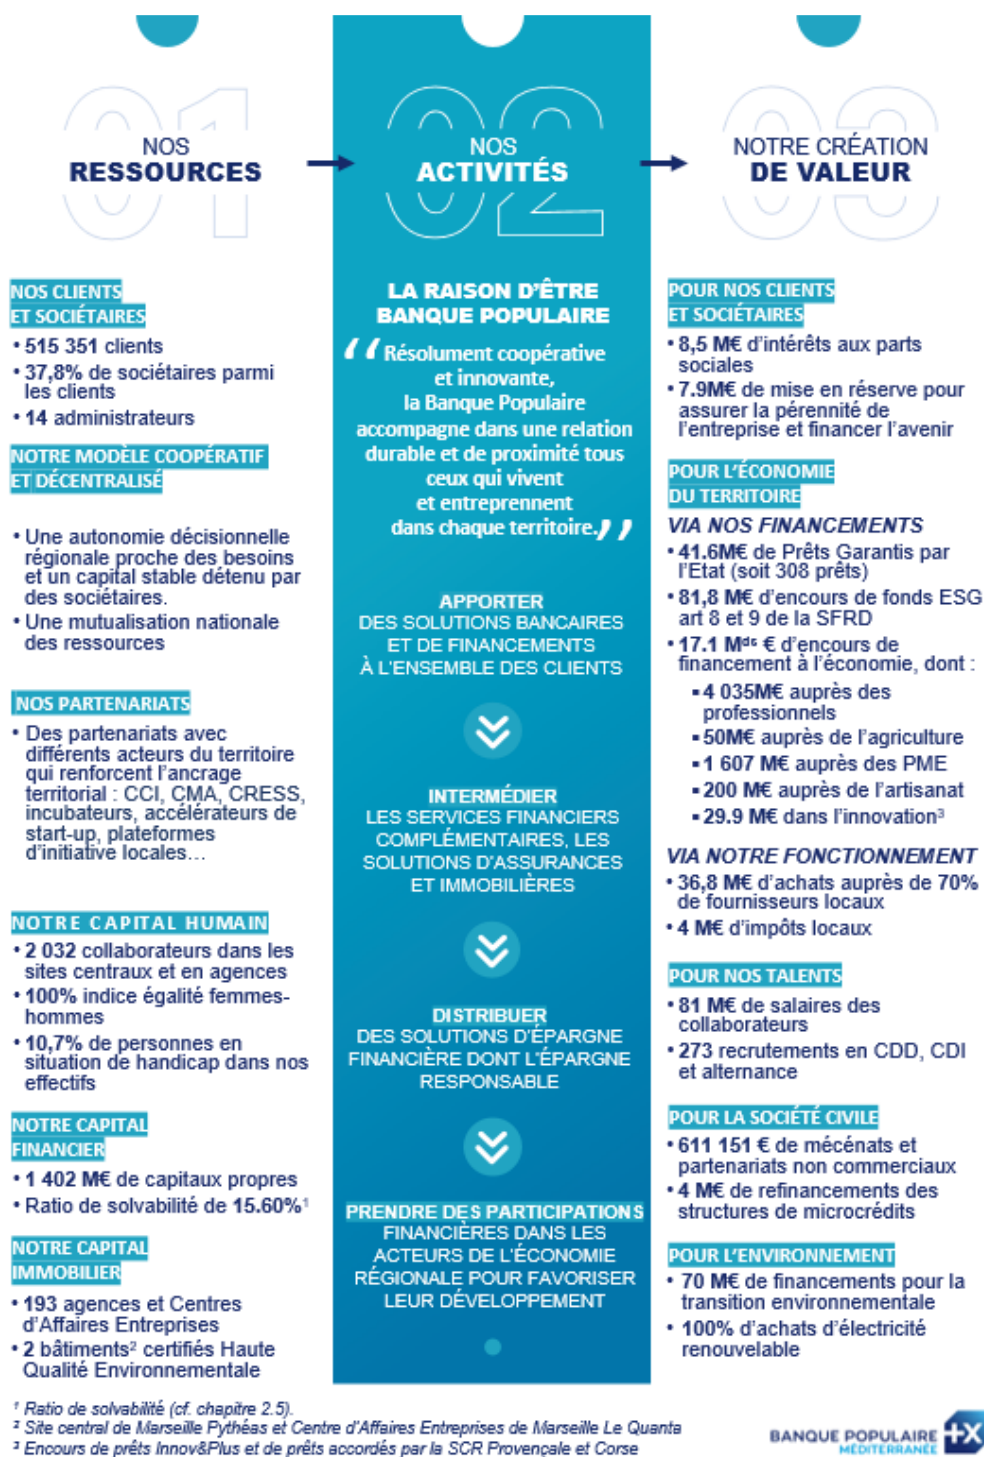 01
NOS
RESSOURCES
NOS CLIENTS
ET SOCIÉTAIRES
• 515 351 clients
• 37,8% de sociétaires parmi
les clients
• 14 administrateurs
NOTRE MODÈLE COOPÉRATIF
ET DÉCENTRALISÉ
• Une autonomie décisionnelle
régionale proche des besoins
et un capital stable détenu par
des sociétaires.
• Une mutualisation nationale
des ressources
NOS PARTENARIATS
• Des partenariats avec
différents acteurs du territoire
qui renforcent l'ancrage
territorial : CCI, CMA, CRESS,
incubateurs, accélérateurs de
start-up, plateformes
d'initiative locales…
NOTRE CAPITAL HUMAIN
• 2 032 collaborateurs dans les
sites centraux et en agences
• 100% indice égalité femmes-
hommes
• 10,7% de personnes en
situation de handicap dans nos
effectifs
NOTRE CAPITAL
FINANCIER
• 1 402 M€ de capitaux propres
• Ratio de solvabilité de 15.60%¹
NOTRE CAPITAL
IMMOBILIER
• 193 agences et Centres
d'Affaires Entreprises
• 2 bâtiments² certifiés Haute
Qualité Environnementale
02
NOS
ACTIVITÉS
LA RAISON D'ÊTRE
BANQUE POPULAIRE
“ Résolument coopérative
et innovante,
la Banque Populaire
accompagne dans une relation
durable et de proximité tous
ceux qui vivent
et entreprennent
dans chaque territoire. ”
APPORTER
DES SOLUTIONS BANCAIRES
ET DE FINANCEMENTS
À L'ENSEMBLE DES CLIENTS
INTERMÉDIER
LES SERVICES FINANCIERS
COMPLÉMENTAIRES, LES
SOLUTIONS D'ASSURANCES
ET IMMOBILIÈRES
DISTRIBUER
DES SOLUTIONS D'ÉPARGNE
FINANCIÈRE DONT L'ÉPARGNE
RESPONSABLE
PRENDRE DES PARTICIPATIONS
FINANCIÈRES DANS LES
ACTEURS DE L'ÉCONOMIE
RÉGIONALE POUR FAVORISER
LEUR DÉVELOPPEMENT
03
NOTRE CRÉATION
DE VALEUR
POUR NOS CLIENTS
ET SOCIÉTAIRES
• 8,5 M€ d'intérêts aux parts
sociales
• 7.9M€ de mise en réserve pour
assurer la pérennité de
l'entreprise et financer l'avenir
POUR L'ÉCONOMIE
DU TERRITOIRE
VIA NOS FINANCEMENTS
• 41.6M€ de Prêts Garantis par
l'Etat (soit 308 prêts)
• 81,8 M€ d'encours de fonds ESG
art 8 et 9 de la SFRD
• 17.1 Mᵈˢ € d'encours de
financement à l'économie, dont :
▪ 4 035M€ auprès des
professionnels
▪ 50M€ auprès de l'agriculture
▪ 1 607 M€ auprès des PME
▪ 200 M€ auprès de l'artisanat
▪ 29.9 M€ dans l'innovation³
VIA NOTRE FONCTIONNEMENT
• 36,8 M€ d'achats auprès de 70%
de fournisseurs locaux
• 4 M€ d'impôts locaux
POUR NOS TALENTS
• 81 M€ de salaires des
collaborateurs
• 273 recrutements en CDD, CDI
et alternance
POUR LA SOCIÉTÉ CIVILE
• 611 151 € de mécénats et
partenariats non commerciaux
• 4 M€ de refinancements des
structures de microcrédits
POUR L'ENVIRONNEMENT
• 70 M€ de financements pour la
transition environnementale
• 100% d'achats d'électricité
renouvelable
¹ Ratio de solvabilité (cf. chapitre 2.5).
² Site central de Marseille Pythéas et Centre d'Affaires Entreprises de Marseille Le Quanta
³ Encours de prêts Innov&Plus et de prêts accordés par la SCR Provençale et Corse
BANQUE POPULAIRE
MÉDITERRANÉE